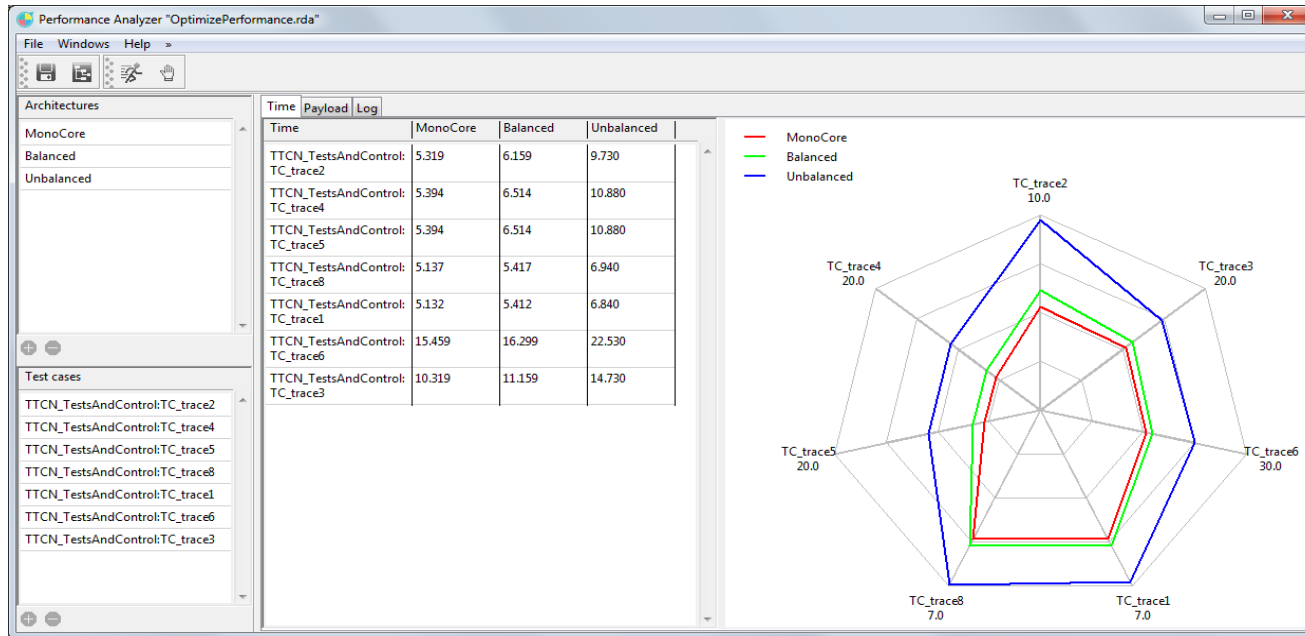 Performance Analyzer "OptimizePerformance.rda"
File Windows Help »
Architectures
MonoCore
Balanced
Unbalanced
Test cases
TTCN_TestsAndControl:TC_trace2
TTCN_TestsAndControl:TC_trace4
TTCN_TestsAndControl:TC_trace5
TTCN_TestsAndControl:TC_trace8
TTCN_TestsAndControl:TC_trace1
TTCN_TestsAndControl:TC_trace6
TTCN_TestsAndControl:TC_trace3
Time Payload Log
Time MonoCore Balanced Unbalanced
TTCN_TestsAndControl: 5.319 6.159 9.730
TC_trace2
TTCN_TestsAndControl: 5.394 6.514 10.880
TC_trace4
TTCN_TestsAndControl: 5.394 6.514 10.880
TC_trace5
TTCN_TestsAndControl: 5.137 5.417 6.940
TC_trace8
TTCN_TestsAndControl: 5.132 5.412 6.840
TC_trace1
TTCN_TestsAndControl: 15.459 16.299 22.530
TC_trace6
TTCN_TestsAndControl: 10.319 11.159 14.730
TC_trace3
MonoCore
Balanced
Unbalanced
TC_trace2
10.0
TC_trace4
20.0
TC_trace3
20.0
TC_trace5
20.0
TC_trace6
30.0
TC_trace8
7.0
TC_trace1
7.0